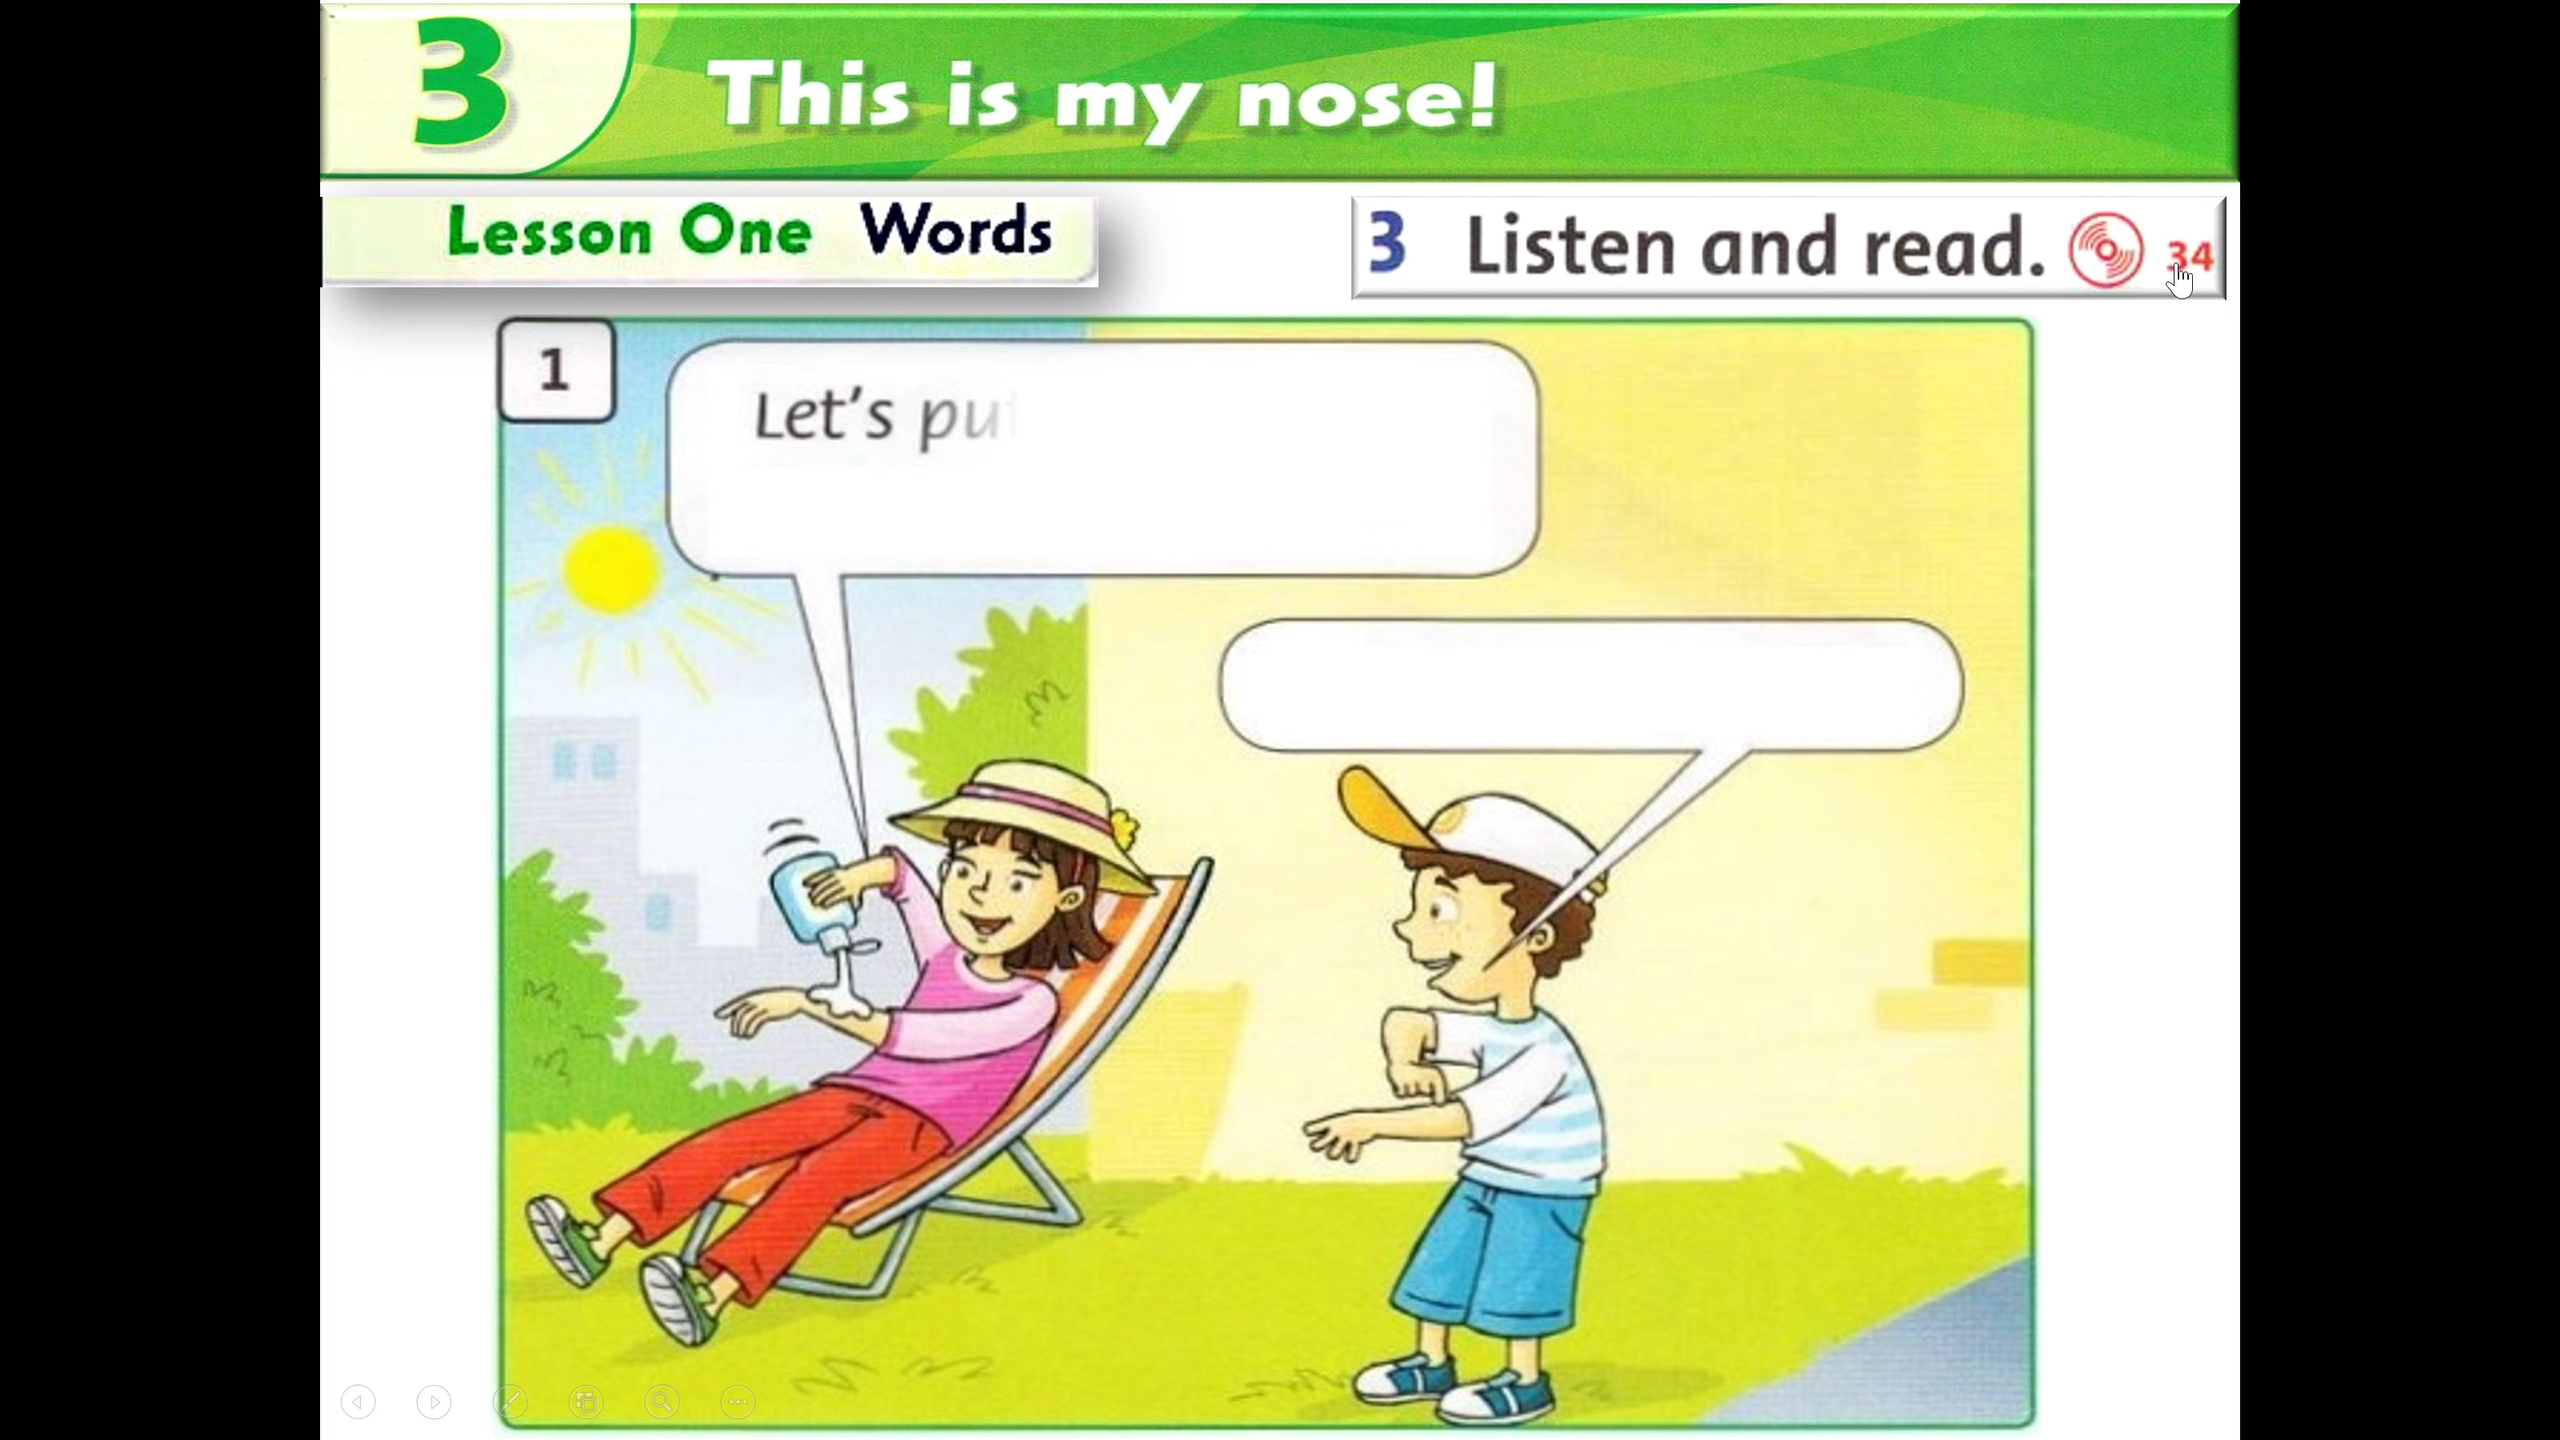 3
This is my nose!
Lesson One Words
3 Listen and read. 34
1
Let's pu